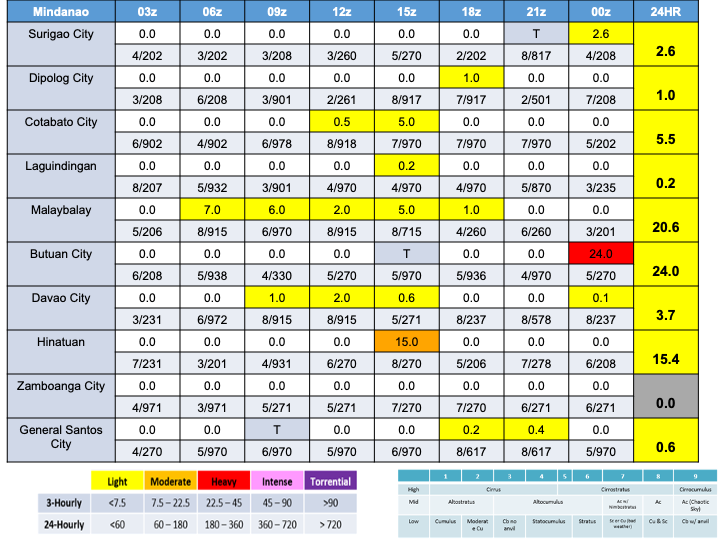 Mindanao 03z 06z 09z 12z 15z 18z 21z 00z 24HR
Surigao City 0.0 0.0 0.0 0.0 0.0 0.0 T 2.6 2.6
4/202 3/202 3/208 3/260 5/270 2/202 8/817 4/208
Dipolog City 0.0 0.0 0.0 0.0 0.0 1.0 0.0 0.0 1.0
3/208 6/208 3/901 2/261 8/917 7/917 2/501 7/208
Cotabato City 0.0 0.0 0.0 0.5 5.0 0.0 0.0 0.0 5.5
6/902 4/902 6/978 8/918 7/970 7/970 7/970 5/202
Laguindingan 0.0 0.0 0.0 0.0 0.2 0.0 0.0 0.0 0.2
8/207 5/932 3/901 4/970 4/970 4/970 5/870 3/235
Malaybalay 0.0 7.0 6.0 2.0 5.0 1.0 0.0 0.0 20.6
5/206 8/915 6/970 8/915 8/715 4/260 6/260 3/201
Butuan City 0.0 0.0 0.0 0.0 T 0.0 0.0 24.0 24.0
6/208 5/938 4/330 5/270 5/970 5/936 4/970 5/270
Davao City 0.0 0.0 1.0 2.0 0.6 0.0 0.0 0.1 3.7
3/231 6/972 8/915 8/915 5/271 8/237 8/578 8/237
Hinatuan 0.0 0.0 0.0 0.0 15.0 0.0 0.0 0.0 15.4
7/231 3/201 4/931 6/270 8/270 5/206 7/278 6/208
Zamboanga City 0.0 0.0 0.0 0.0 0.0 0.0 0.0 0.0 0.0
4/971 3/971 5/271 5/271 7/270 7/270 6/271 6/271
General Santos City 0.0 0.0 T 0.0 0.0 0.2 0.4 0.0 0.6
4/270 5/970 6/970 5/970 6/970 8/617 8/617 5/970
Light Moderate Heavy Intense Torrential
3-Hourly <7.5 7.5 – 22.5 22.5 – 45 45 – 90 >90
24-Hourly <60 60 - 180 180 – 360 360 – 720 > 720
1 2 3 4 5 6 7 8 9
High Cirrus Cirrostratus Cirrocumulus
Mid Altostratus Altocumulus Ac w/ Nimbostratus Ac Ac (Chaotic Sky)
Low Cumulus Moderate Cu Cb no anvil Statocumulus Stratus St or Cu (bad weather) Cu & Sc Cb w/ anvil